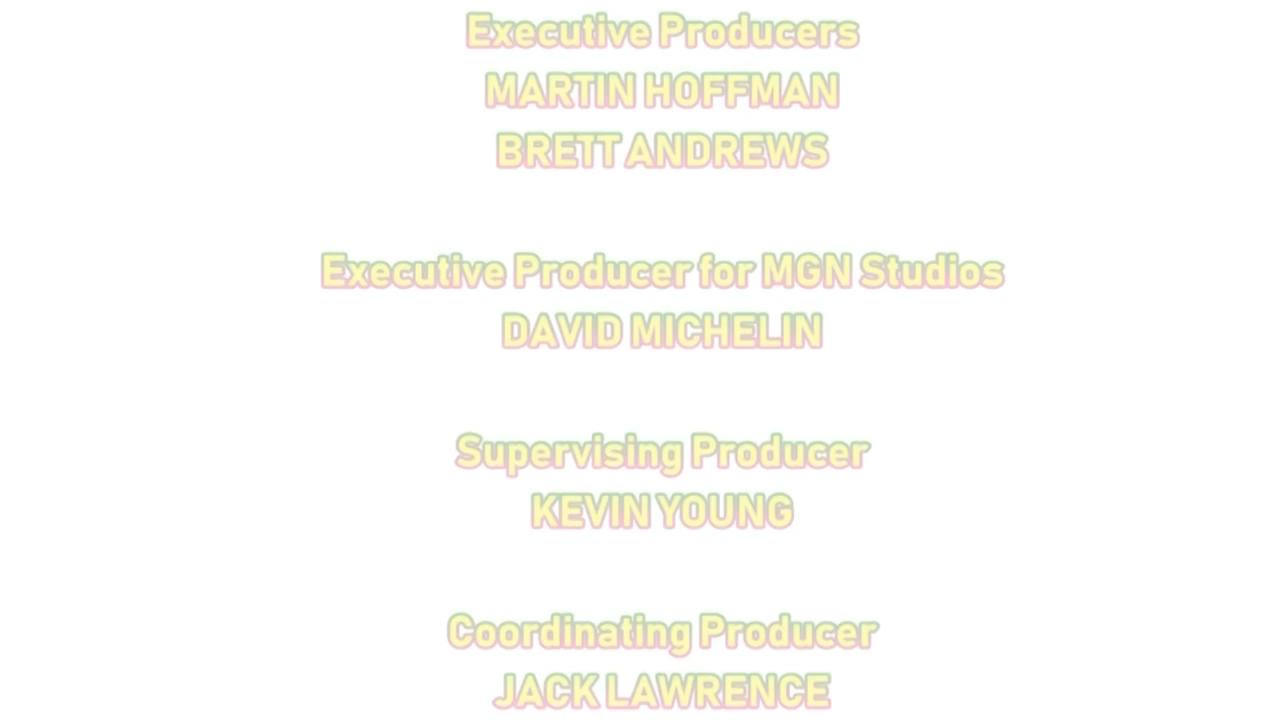 Executive Producers
MARTIN HOFFMAN
BRETT ANDREWS
Executive Producer for MGN Studios
DAVID MICHELIN
Supervising Producer
KEVIN YOUNG
Coordinating Producer
JACK LAWRENCE